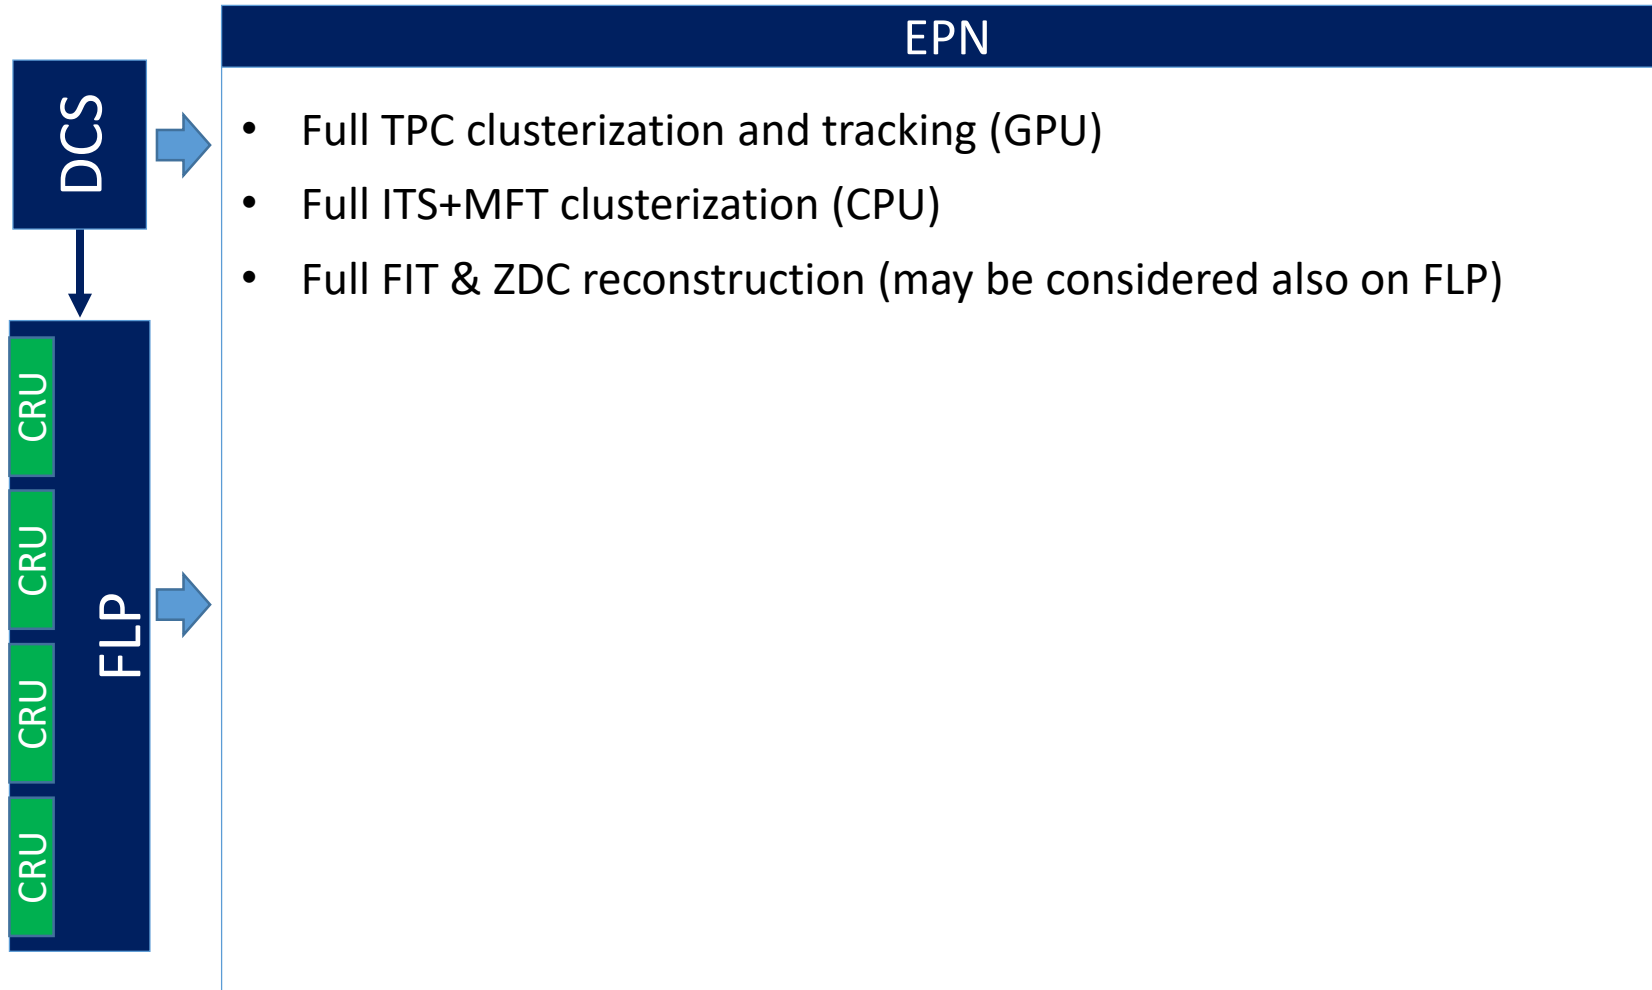 EPN
DCS
• Full TPC clusterization and tracking (GPU)
• Full ITS+MFT clusterization (CPU)
• Full FIT & ZDC reconstruction (may be considered also on FLP)
CRU
CRU
FLP
CRU
CRU